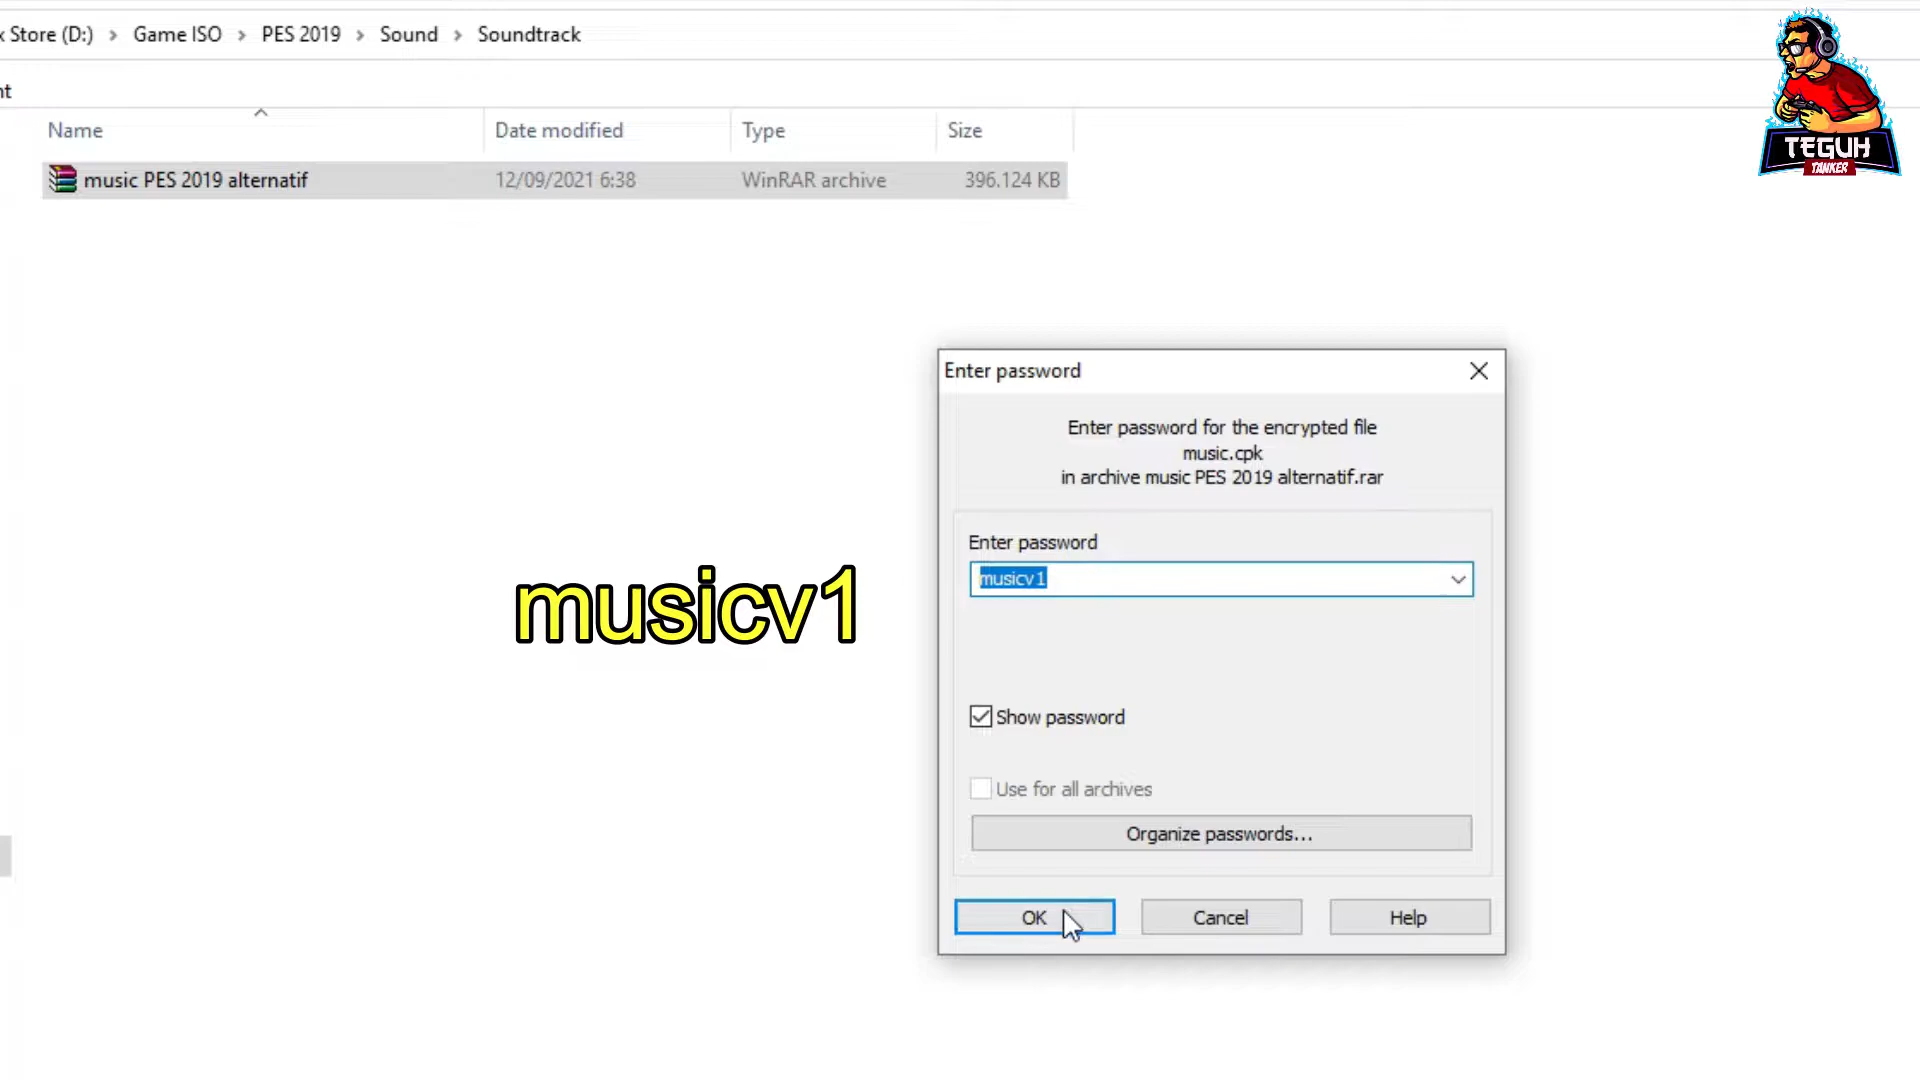 k Store (D:) > Game ISO > PES 2019 > Sound > Soundtrack
nt
Name Date modified Type Size
music PES 2019 alternatif 12/09/2021 6:38 WinRAR archive 396.124 KB
TEGUH
TANKER
Enter password
Enter password for the encrypted file
music.cpk
in archive music PES 2019 alternatif.rar
Enter password
musicv1
musicv1
Show password
Use for all archives
Organize passwords...
OK Cancel Help